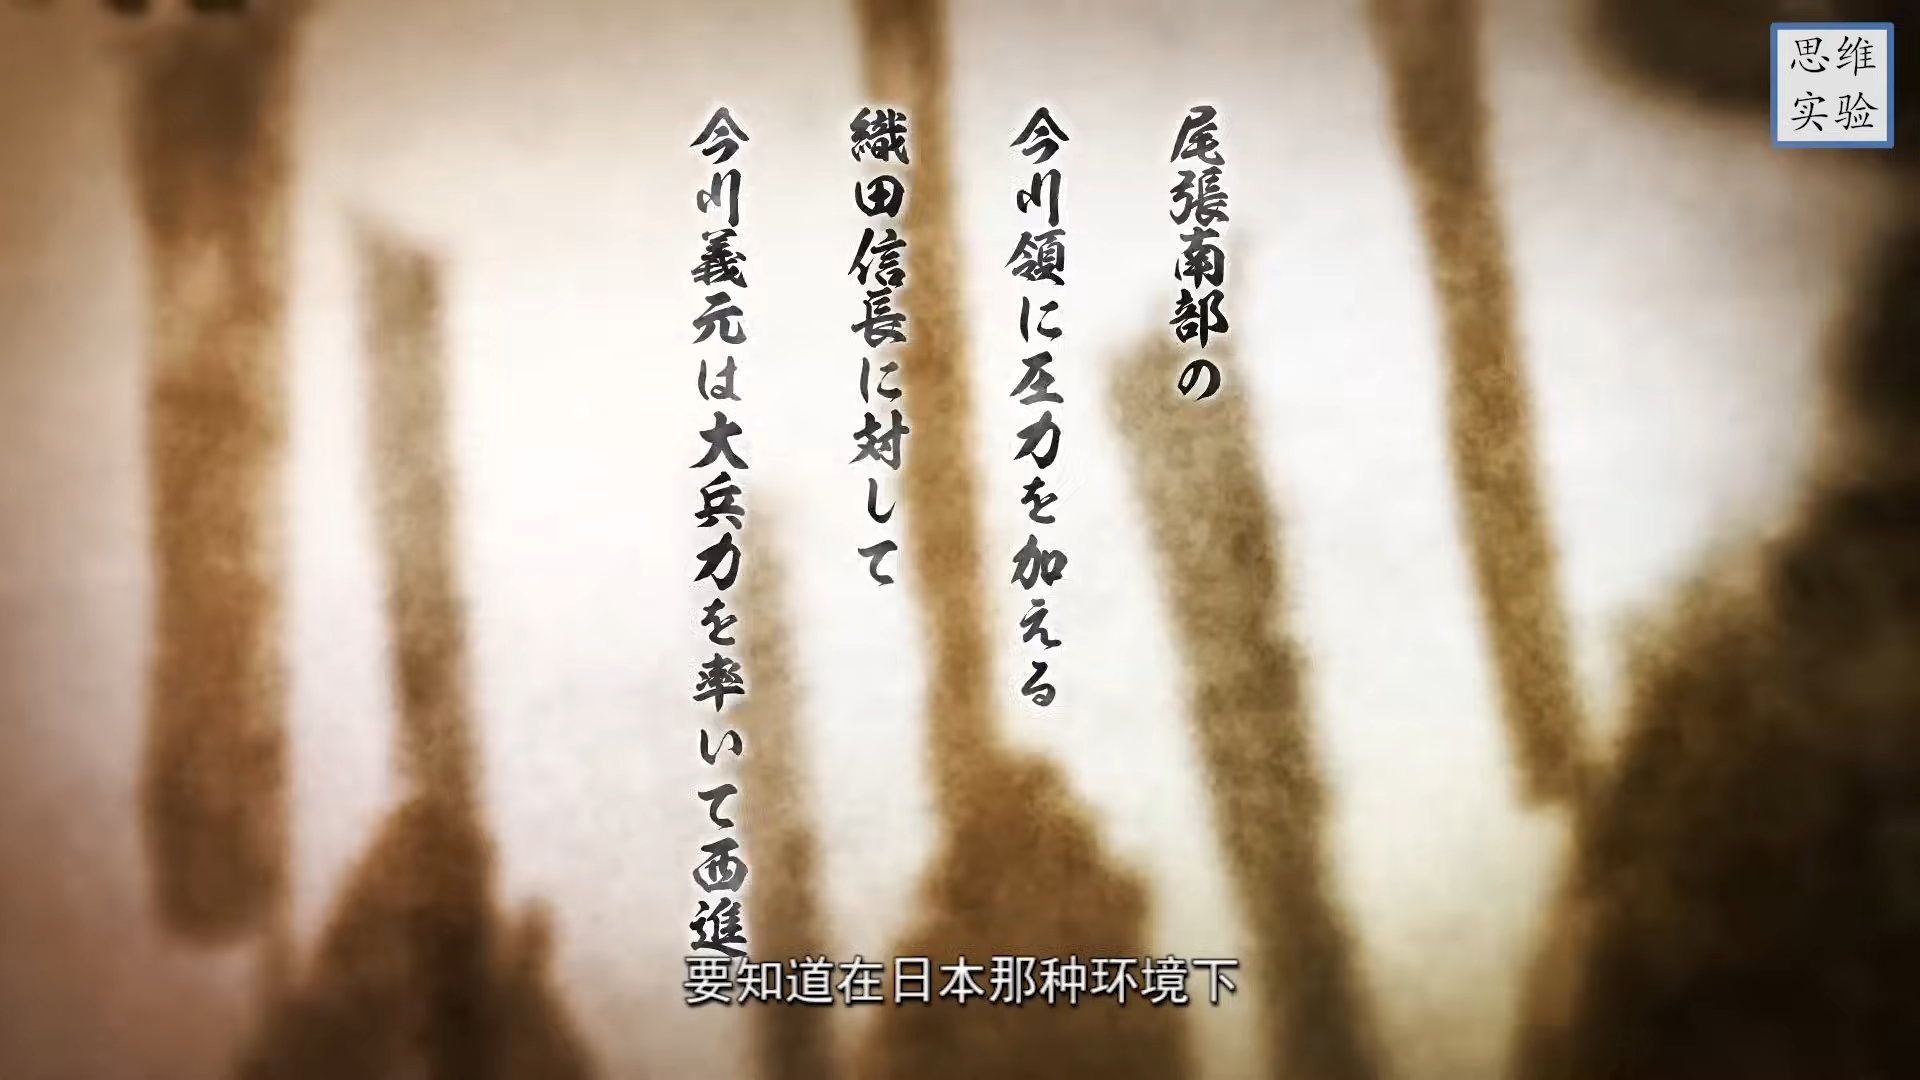 尾張南部の
今川領に圧力を加える
織田信長に対して
今川義元は大兵力を率いて西進
要知道在日本那种环境下
思维
实验